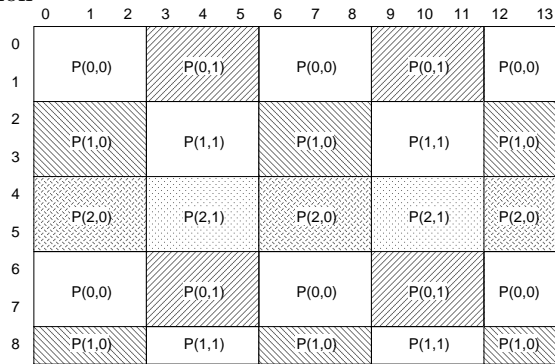 0 1 2 3 4 5 6 7 8 9 10 11 12 13
0
P(0,0) P(0,1) P(0,0) P(0,1) P(0,0)
1
2
P(1,0) P(1,1) P(1,0) P(1,1) P(1,0)
3
4
P(2,0) P(2,1) P(2,0) P(2,1) P(2,0)
5
6
P(0,0) P(0,1) P(0,0) P(0,1) P(0,0)
7
8 P(1,0) P(1,1) P(1,0) P(1,1) P(1,0)